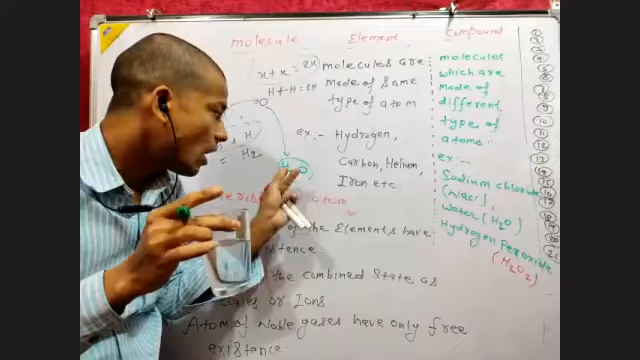 molecule Element Compound
x + x = 2x
H + H = 2H
molecules are
made of same
type of atom
ex:- Hydrogen,
Carbon, Helium,
Iron etc.
molecules
which are
made of
different
type of
atoms
ex:-
Sodium chloride
(Nacl)
Water (H2O)
Hydrogen Peroxide
(H2O2)
H
= H2
atom
of the Elements have
the combined State as
or Ions
Atom of Noble gases have only free
existence.